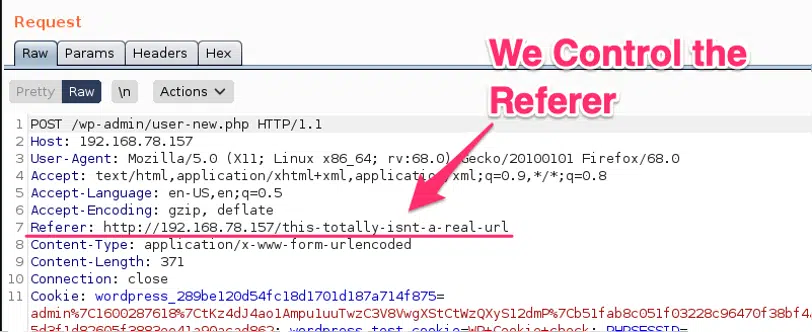 Request
We Control the
Raw Params Headers Hex
Referer
Pretty Raw \n Actions
1 POST /wp-admin/user-new.php HTTP/1.1
2 Host: 192.168.78.157
3 User-Agent: Mozilla/5.0 (X11; Linux x86_64; rv:68.0) Gecko/20100101 Firefox/68.0
4 Accept: text/html,application/xhtml+xml,application/xml;q=0.9,*/*;q=0.8
5 Accept-Language: en-US,en;q=0.5
6 Accept-Encoding: gzip, deflate
7 Referer: http://192.168.78.157/this-totally-isnt-a-real-url
8 Content-Type: application/x-www-form-urlencoded
9 Content-Length: 371
10 Connection: close
11 Cookie: wordpress_289be120d54fc18d1701d187a714f875=
admin%7C1600287618%7CtKz4dJ4ao1Ampu1uuTwzC3V8VwgXStCtWzQXyS12dmP%7Cb51fab8c051f03228c96470f38bf4